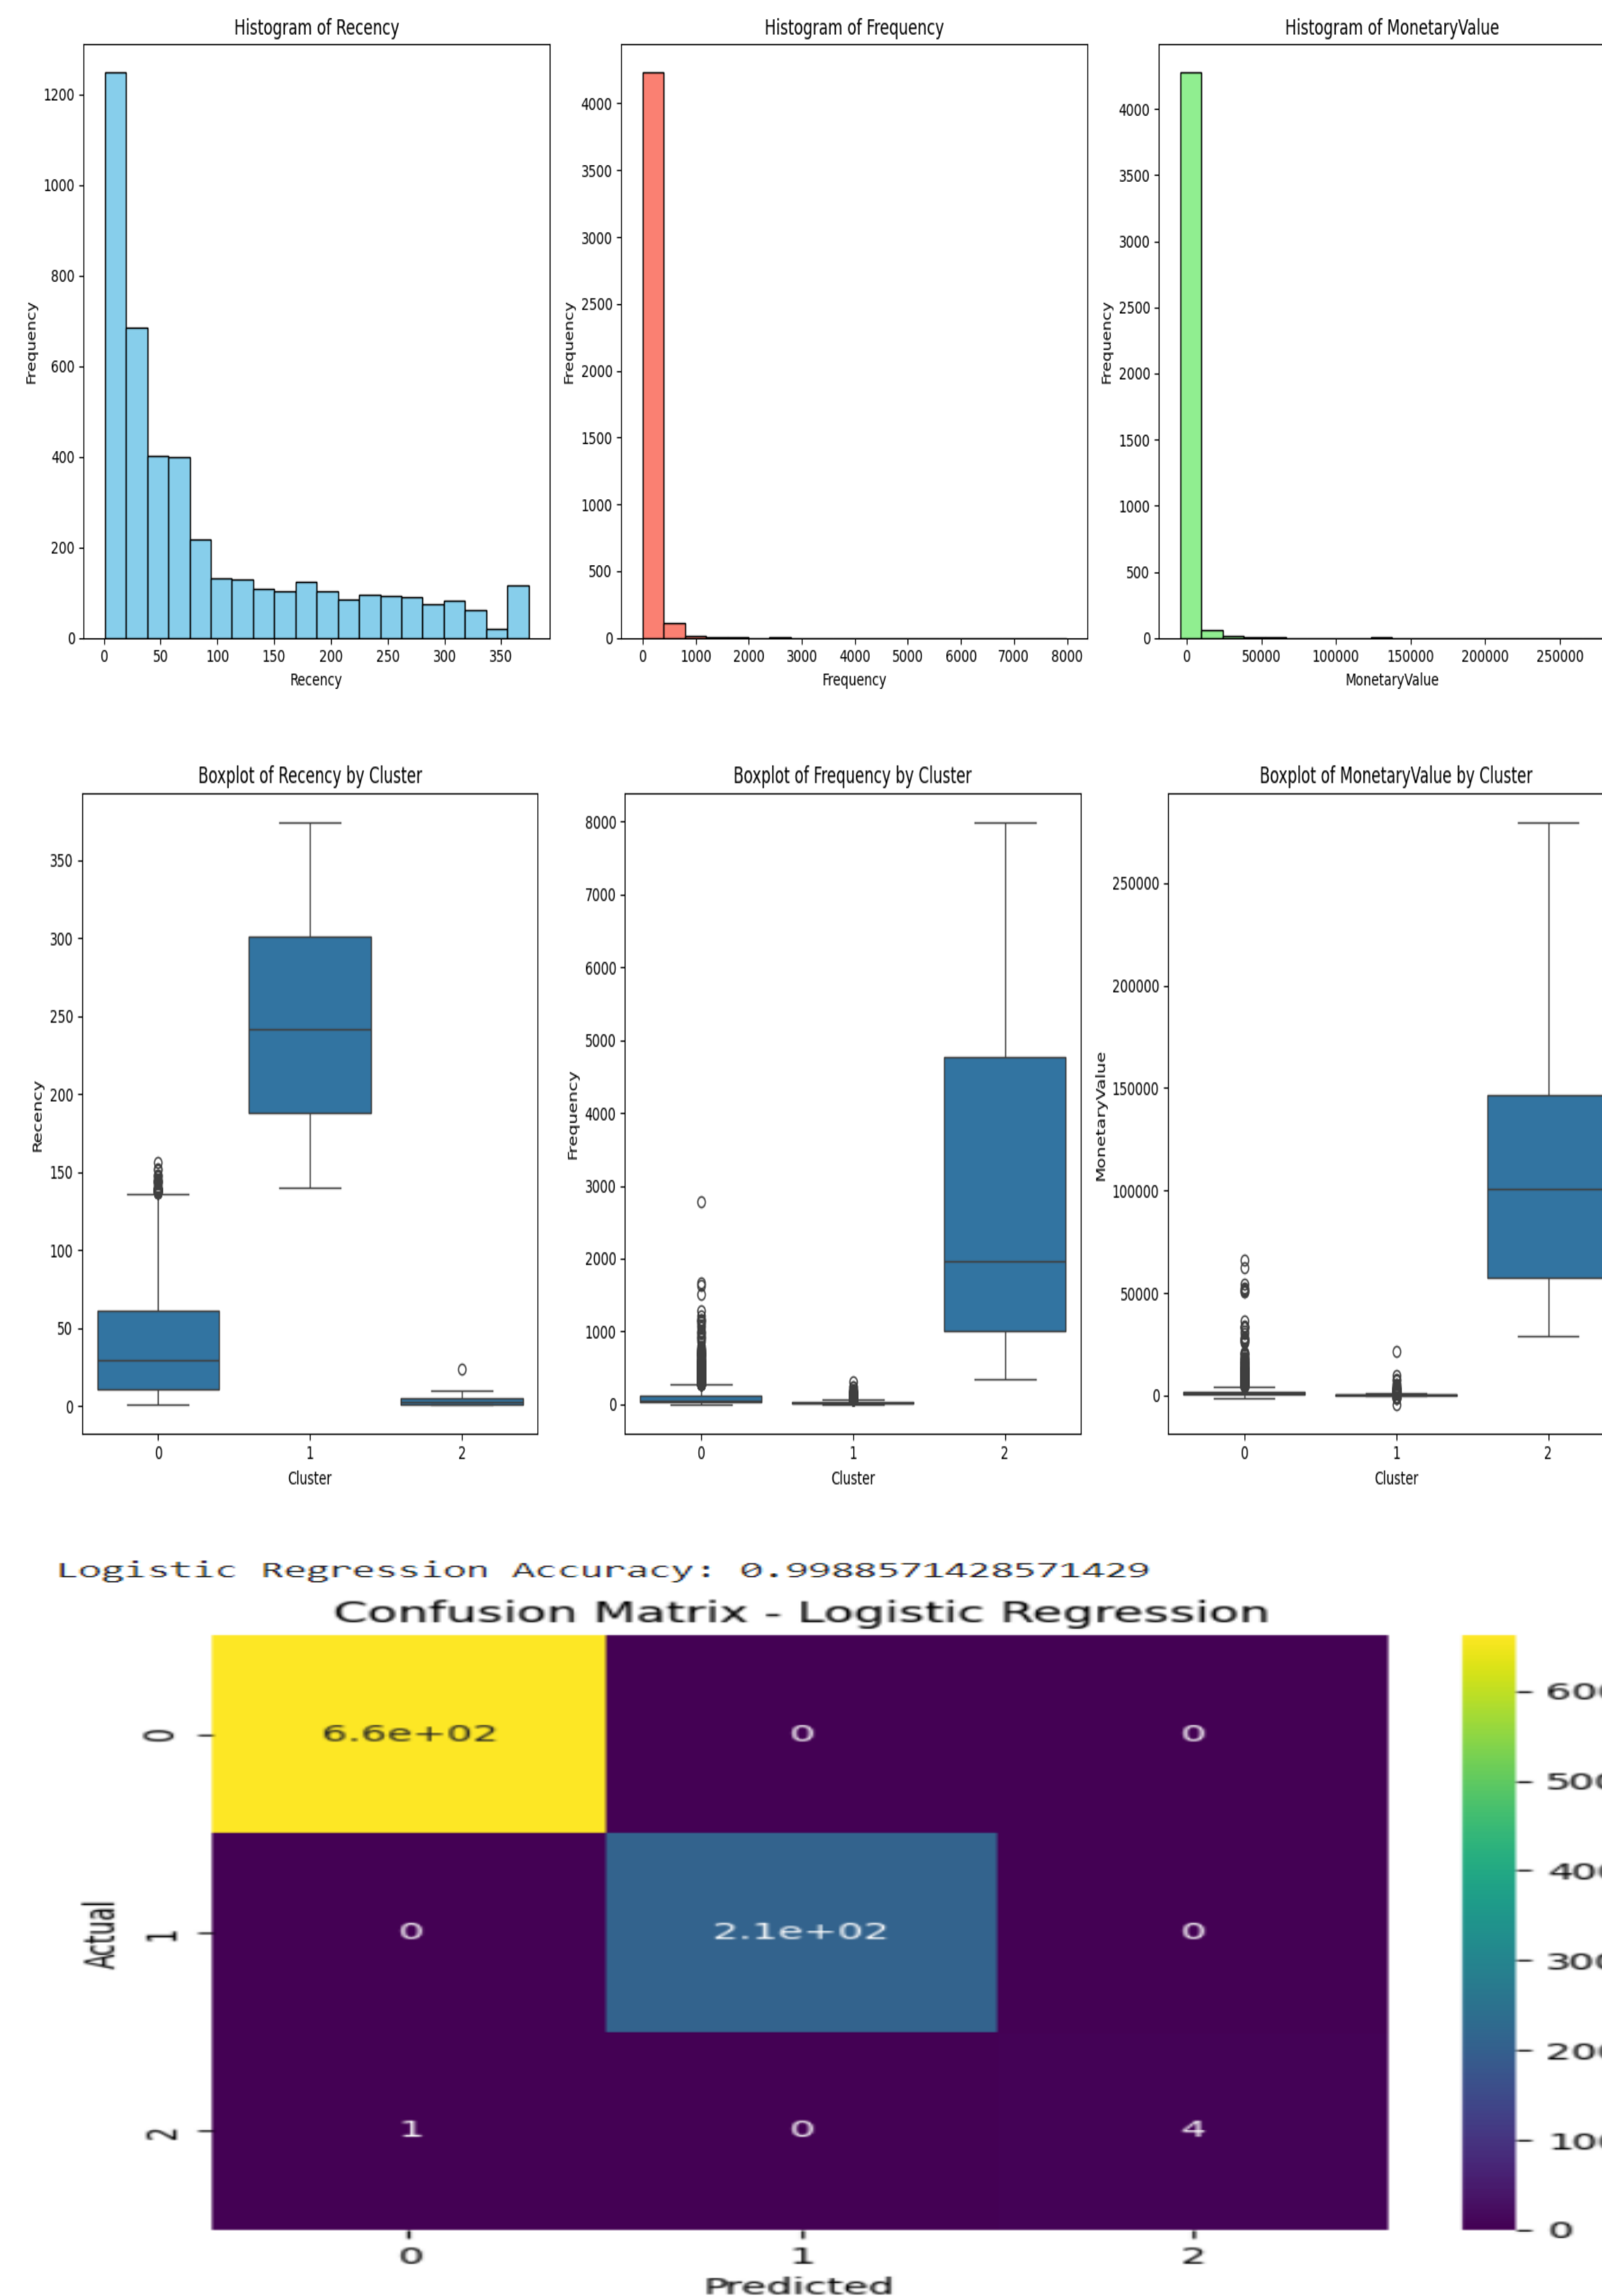 Histogram of Recency
Histogram of Frequency
Histogram of MonetaryValue
Frequency
1200
1000
800
600
400
200
0
0 50 100 150 200 250 300 350
Recency
Frequency
4000
3500
3000
2500
2000
1500
1000
500
0
0 1000 2000 3000 4000 5000 6000 7000 8000
Frequency
Frequency
4000
3500
3000
2500
2000
1500
1000
500
0
0 50000 100000 150000 200000 250000
MonetaryValue
Boxplot of Recency by Cluster
Boxplot of Frequency by Cluster
Boxplot of MonetaryValue by Cluster
Recency
350
300
250
200
150
100
50
0
0 1 2
Cluster
Frequency
8000
7000
6000
5000
4000
3000
2000
1000
0
0 1 2
Cluster
MonetaryValue
250000
200000
150000
100000
50000
0
0 1 2
Cluster
Logistic Regression Accuracy: 0.9988571428571429
Confusion Matrix - Logistic Regression
Actual
0 6.6e+02 0 0
1 0 2.1e+02 0
2 1 0 4
0 1 2
Predicted
0